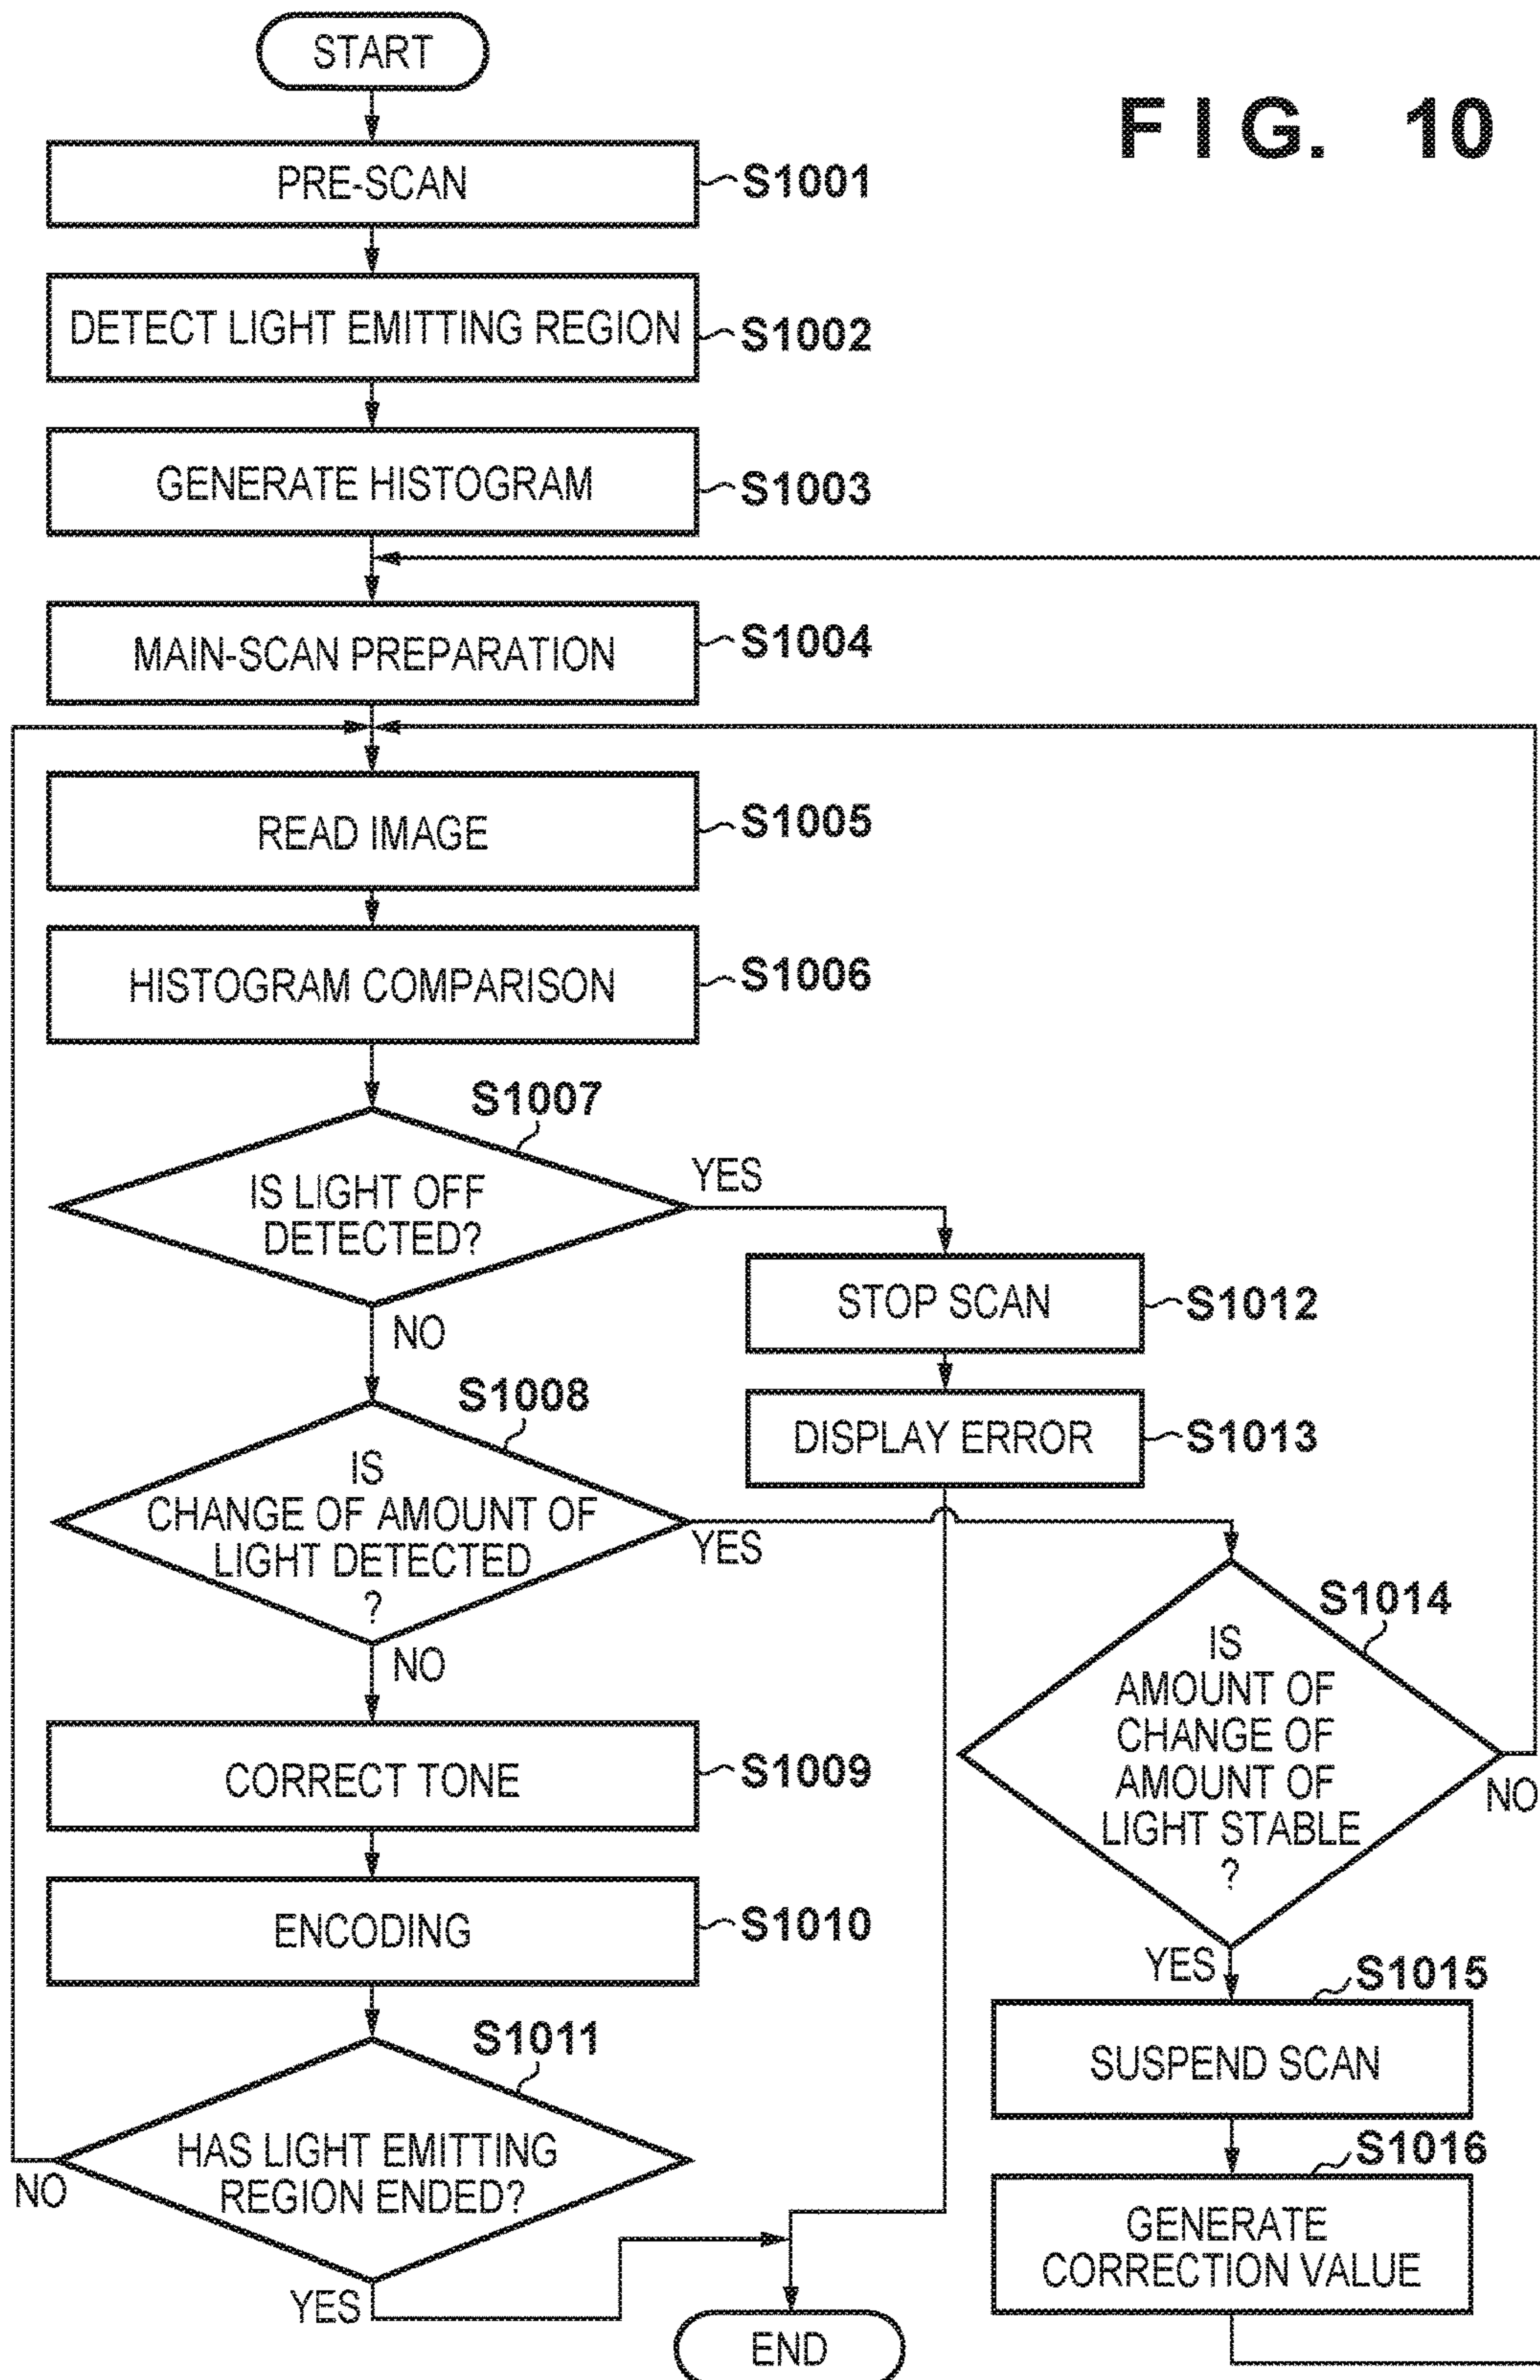 START
FIG. 10
PRE-SCAN
S1001
DETECT LIGHT EMITTING REGION
S1002
GENERATE HISTOGRAM
S1003
MAIN-SCAN PREPARATION
S1004
READ IMAGE
S1005
HISTOGRAM COMPARISON
S1006
S1007
IS LIGHT OFF
DETECTED?
YES
NO
STOP SCAN
S1012
DISPLAY ERROR
S1013
S1008
IS
CHANGE OF AMOUNT OF
LIGHT DETECTED
?
YES
NO
S1014
IS
AMOUNT OF
CHANGE OF
AMOUNT OF
LIGHT STABLE
?
NO
YES
CORRECT TONE
S1009
ENCODING
S1010
S1015
SUSPEND SCAN
S1011
HAS LIGHT EMITTING
REGION ENDED?
NO
YES
S1016
GENERATE
CORRECTION VALUE
END